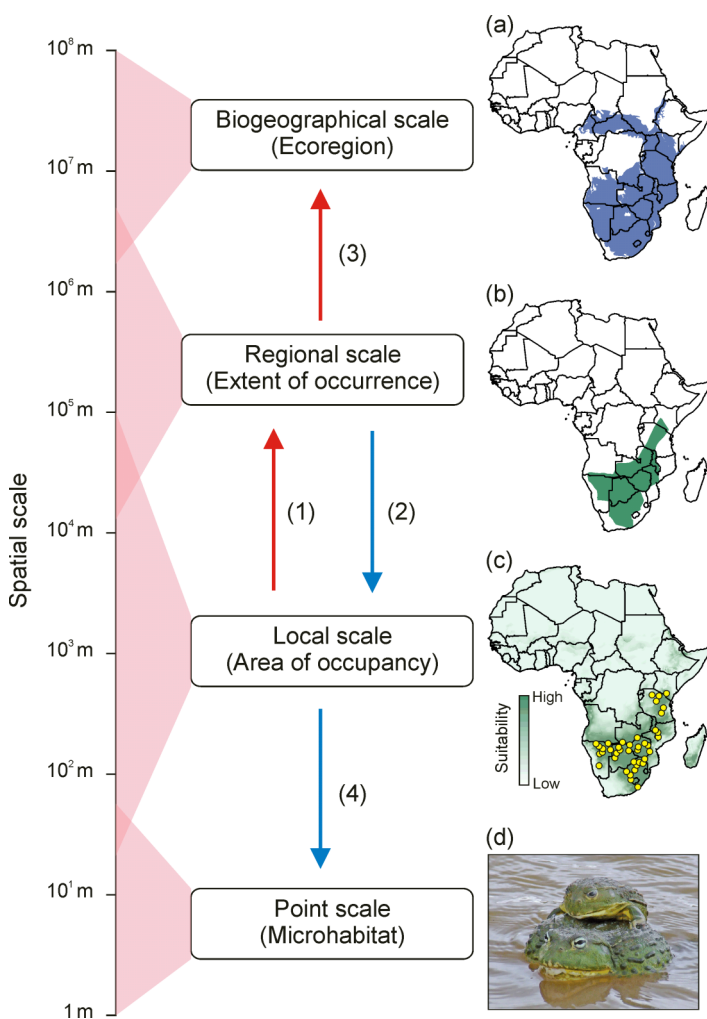 (a)
10⁸ m
Biogeographical scale
(Ecoregion)
10⁷ m
(3)
(b)
10⁶ m
Regional scale
(Extent of occurrence)
10⁵ m
(1)
(2)
10⁴ m
Spatial scale
(c)
10³ m
Local scale
(Area of occupancy)
High
Suitability
Low
10² m
(4)
(d)
10¹ m
Point scale
(Microhabitat)
1 m